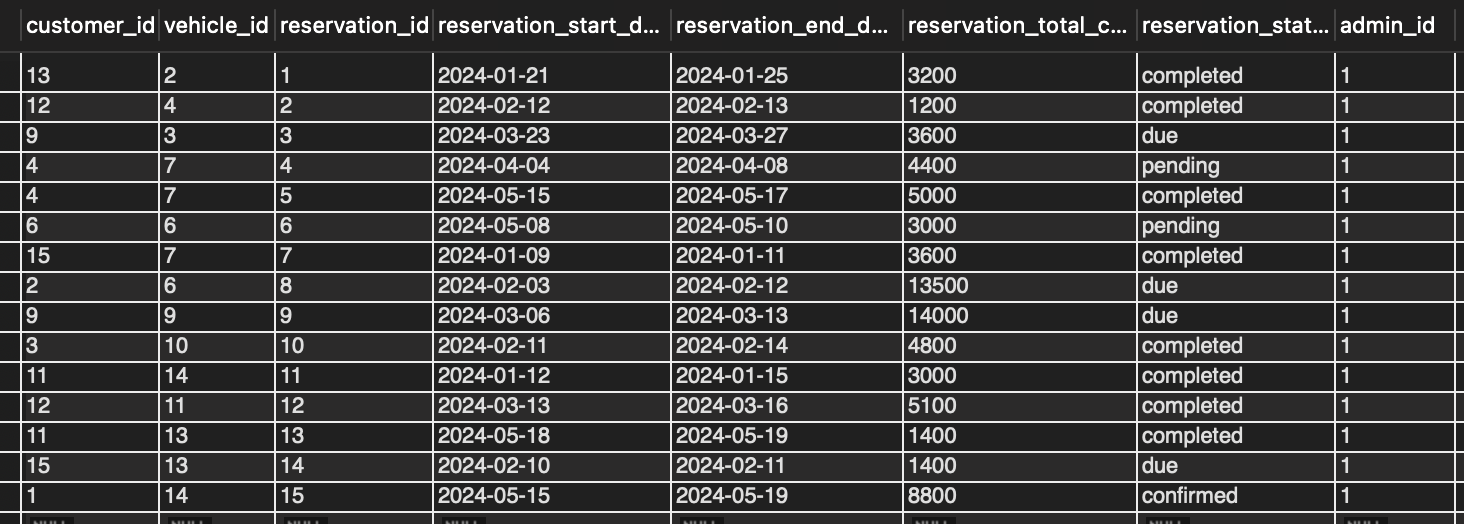 customer_id vehicle_id reservation_id reservation_start_d... reservation_end_d... reservation_total_c... reservation_stat... admin_id
13 2 1 2024-01-21 2024-01-25 3200 completed 1
12 4 2 2024-02-12 2024-02-13 1200 completed 1
9 3 3 2024-03-23 2024-03-27 3600 due 1
4 7 4 2024-04-04 2024-04-08 4400 pending 1
4 7 5 2024-05-15 2024-05-17 5000 completed 1
6 6 6 2024-05-08 2024-05-10 3000 pending 1
15 7 7 2024-01-09 2024-01-11 3600 completed 1
2 6 8 2024-02-03 2024-02-12 13500 due 1
9 9 9 2024-03-06 2024-03-13 14000 due 1
3 10 10 2024-02-11 2024-02-14 4800 completed 1
11 14 11 2024-01-12 2024-01-15 3000 completed 1
12 11 12 2024-03-13 2024-03-16 5100 completed 1
11 13 13 2024-05-18 2024-05-19 1400 completed 1
15 13 14 2024-02-10 2024-02-11 1400 due 1
1 14 15 2024-05-15 2024-05-19 8800 confirmed 1